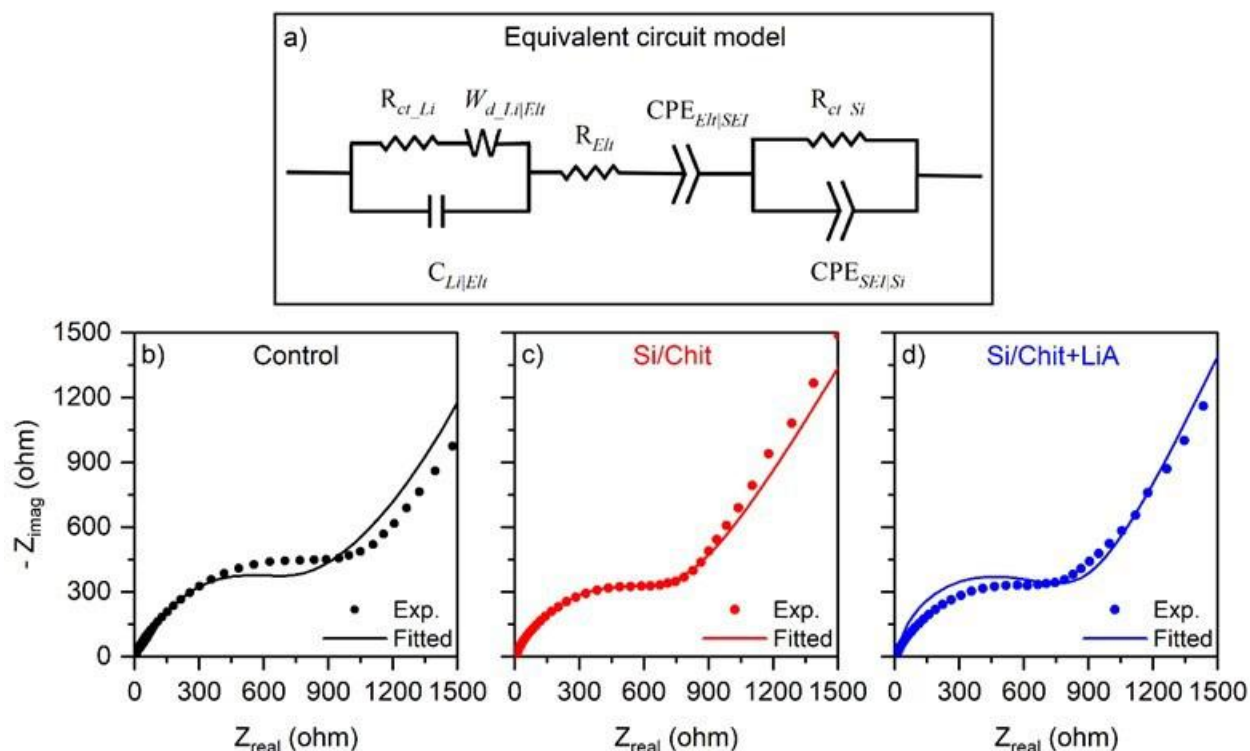 a) Equivalent circuit model
R_ct_Li W_d_Li|Elt
R_Elt
CPE_Elt|SEI
R_ct_Si
C_Li|Elt
CPE_SEI|Si
- Z_imag (ohm)
b) Control
1500
1200
900
600
300
0
0 300 600 900 1200 1500
Exp.
Fitted
Z_real (ohm)
c) Si/Chit
0 300 600 900 1200 1500
Exp.
Fitted
Z_real (ohm)
d) Si/Chit+LiA
0 300 600 900 1200 1500
Exp.
Fitted
Z_real (ohm)